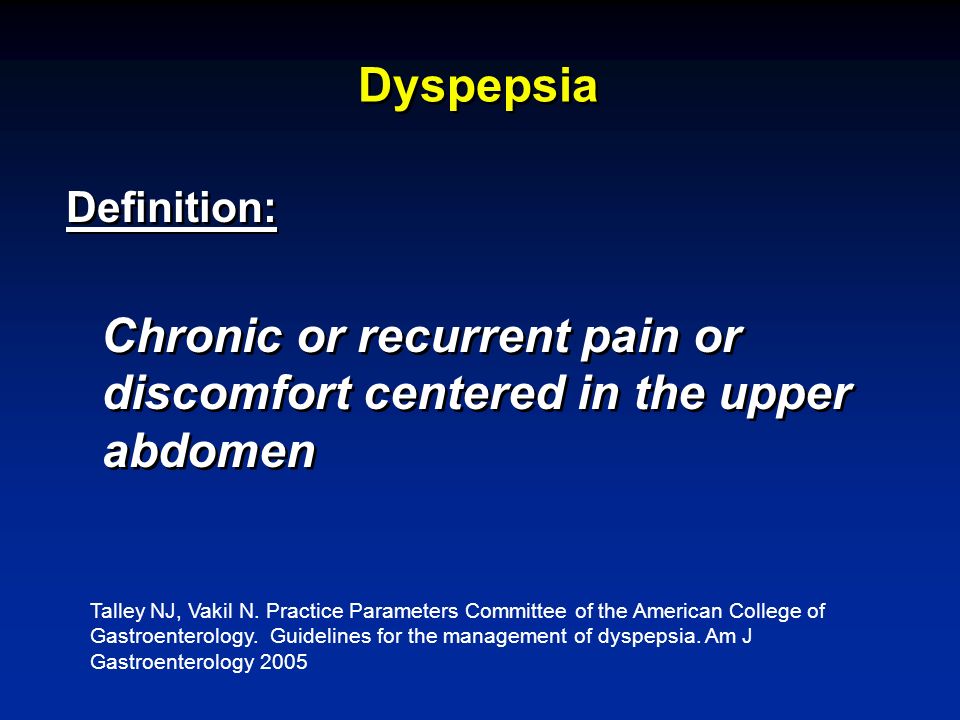 Dyspepsia
Definition:
Chronic or recurrent pain or
discomfort centered in the upper
abdomen
Talley NJ, Vakil N. Practice Parameters Committee of the American College of
Gastroenterology.  Guidelines for the management of dyspepsia. Am J
Gastroenterology 2005